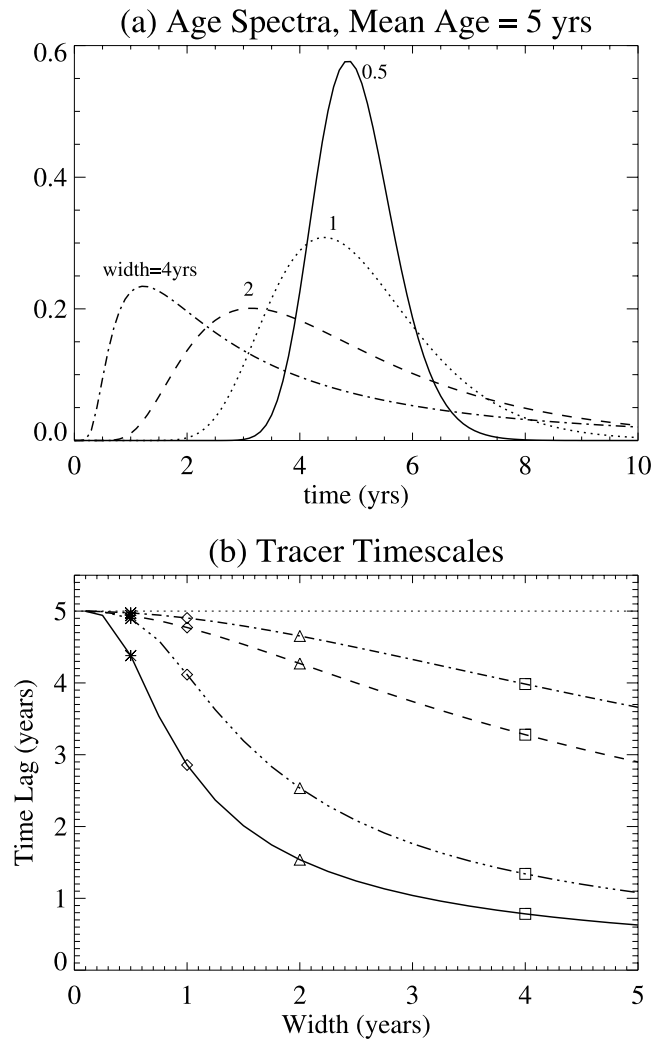 (a) Age Spectra, Mean Age = 5 yrs
0.6
0.5
0.4
1
width=4yrs
2
0.2
0.0
0 2 4 6 8 10
time (yrs)
(b) Tracer Timescales
5
4
3
2
1
0
Time Lag (years)
0 1 2 3 4 5
Width (years)